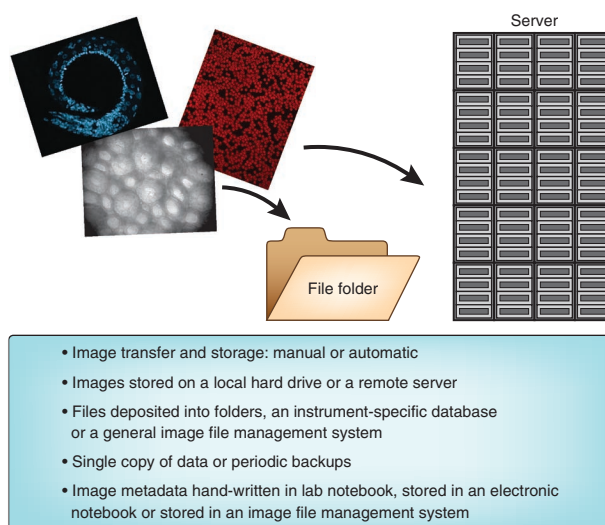 Server
File folder
• Image transfer and storage: manual or automatic
• Images stored on a local hard drive or a remote server
• Files deposited into folders, an instrument-specific database
or a general image file management system
• Single copy of data or periodic backups
• Image metadata hand-written in lab notebook, stored in an electronic
notebook or stored in an image file management system